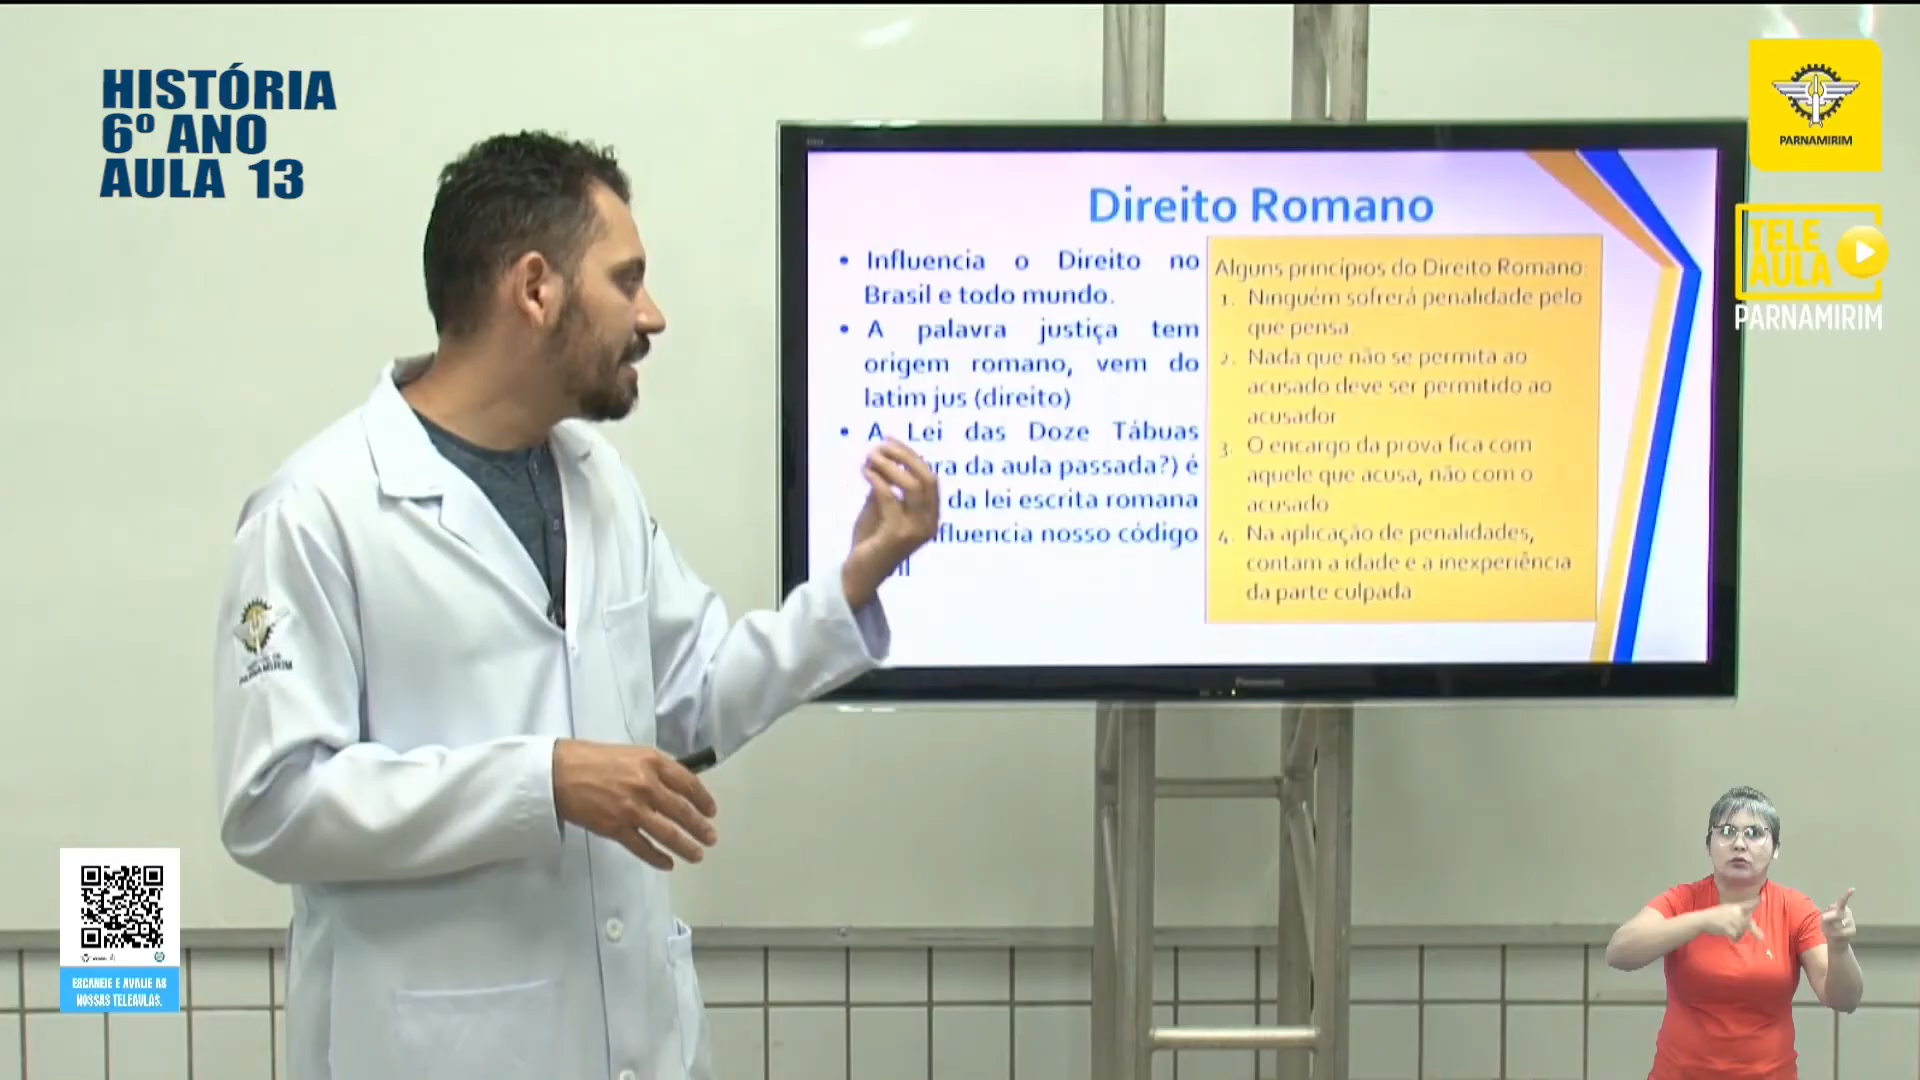 HISTÓRIA
6º ANO
AULA 13
PARNAMIRIM
TELE
AULA
PARNAMIRIM
Direito Romano
• Influencia o Direito no
Brasil e todo mundo.
• A palavra justiça tem
origem romano, vem do
latim jus (direito)
• A Lei das Doze Tábuas
da aula passada?) é
da lei escrita romana
nosso código
Alguns princípios do Direito Romano:
1. Ninguém sofrerá penalidade pelo
que pensa.
2. Nada que não se permita ao
acusado deve ser permitido ao
acusador
3. O encargo da prova fica com
aquele que acusa, não com o
acusado
4. Na aplicação de penalidades,
contam a idade e a inexperiência
da parte culpada
Panasonic
ESCANEIE E AVALIE AS
NOSSAS TELEAULAS.